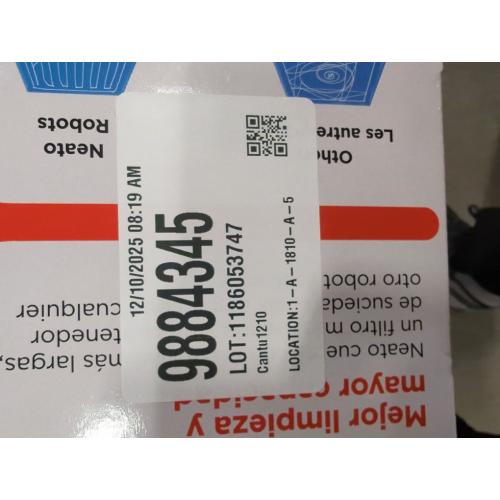 12/10/2025 08:19 AM
9884345
LOT:1186053747
Cantu1210
LOCATION:1-A-1810-A-5
Neato
Robots
Les autre
Mejor limpieza y
mayor capacidad
Neato cue
un filtro m
de sucieda
otro robot
más largas,
tenedor
cualquier